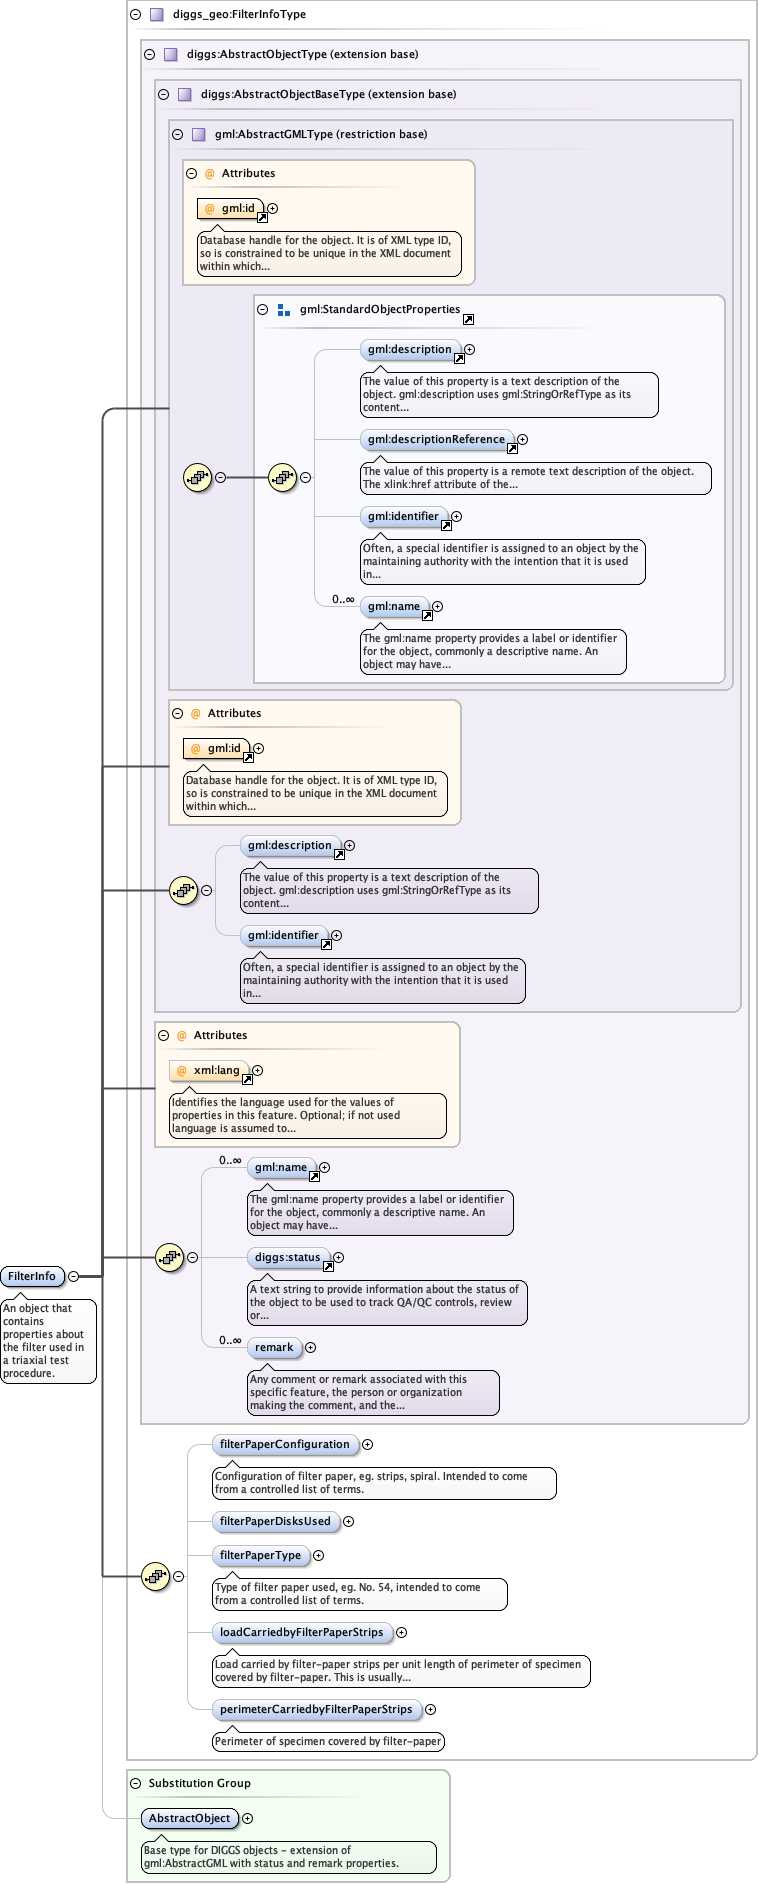 diggs_geo:FilterInfoType
diggs:AbstractObjectType (extension base)
diggs:AbstractObjectBaseType (extension base)
gml:AbstractGMLType (restriction base)
@ Attributes
@ gml:id
Database handle for the object. It is of XML type ID,
so is constrained to be unique in the XML document
within which...
gml:StandardObjectProperties
gml:description
The value of this property is a text description of the
object. gml:description uses gml:StringOrRefType as its
content...
gml:descriptionReference
The value of this property is a remote text description of the object.
The xlink:href attribute of the...
gml:identifier
Often, a special identifier is assigned to an object by the
maintaining authority with the intention that it is used
in...
0..∞
gml:name
The gml:name property provides a label or identifier
for the object, commonly a descriptive name. An
object may have...
@ Attributes
@ gml:id
Database handle for the object. It is of XML type ID,
so is constrained to be unique in the XML document
within which...
gml:description
The value of this property is a text description of the
object. gml:description uses gml:StringOrRefType as its
content...
gml:identifier
Often, a special identifier is assigned to an object by the
maintaining authority with the intention that it is used
in...
@ Attributes
@ xml:lang
Identifies the language used for the values of
properties in this feature. Optional; if not used
language is assumed to...
0..∞
gml:name
The gml:name property provides a label or identifier
for the object, commonly a descriptive name. An
object may have...
diggs:status
A text string to provide information about the status of
the object to be used to track QA/QC controls, review
or...
0..∞
remark
Any comment or remark associated with this
specific feature, the person or organization
making the comment, and the...
FilterInfo
An object that
contains
properties about
the filter used in
a triaxial test
procedure.
filterPaperConfiguration
Configuration of filter paper, eg. strips, spiral. Intended to come
from a controlled list of terms.
filterPaperDisksUsed
filterPaperType
Type of filter paper used, eg. No. 54, intended to come
from a controlled list of terms.
loadCarriedbyFilterPaperStrips
Load carried by filter-paper strips per unit length of perimeter of specimen
covered by filter-paper. This is usually...
perimeterCarriedbyFilterPaperStrips
Perimeter of specimen covered by filter-paper
Substitution Group
AbstractObject
Base type for DIGGS objects - extension of
gml:AbstractGML with status and remark properties.